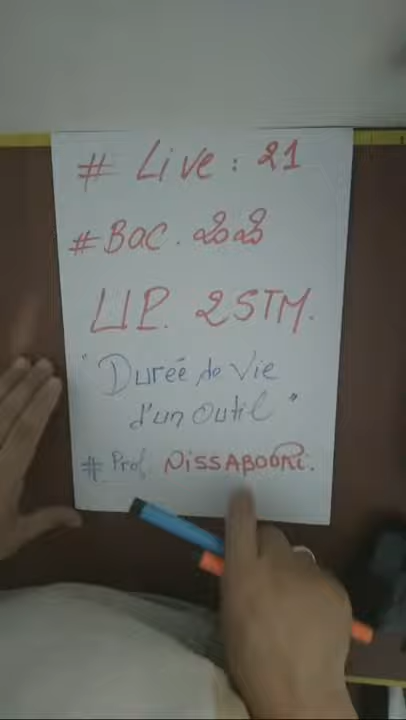 # Live : 21
#Bac. 2023
UP. 2STM.
" Durée de Vie
d'un Outil "
# Prof NissABOURi.